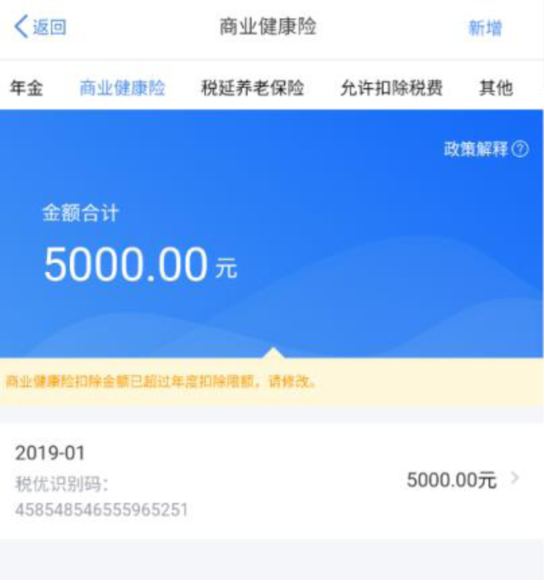 返回 商业健康险 新增
年金 商业健康险 税延养老保险 允许扣除税费 其他
政策解释?
金额合计
5000.00元
商业健康险扣除金额已超过年度扣除限额，请修改。
2019-01
税优识别码：
5000.00元
458548546555965251